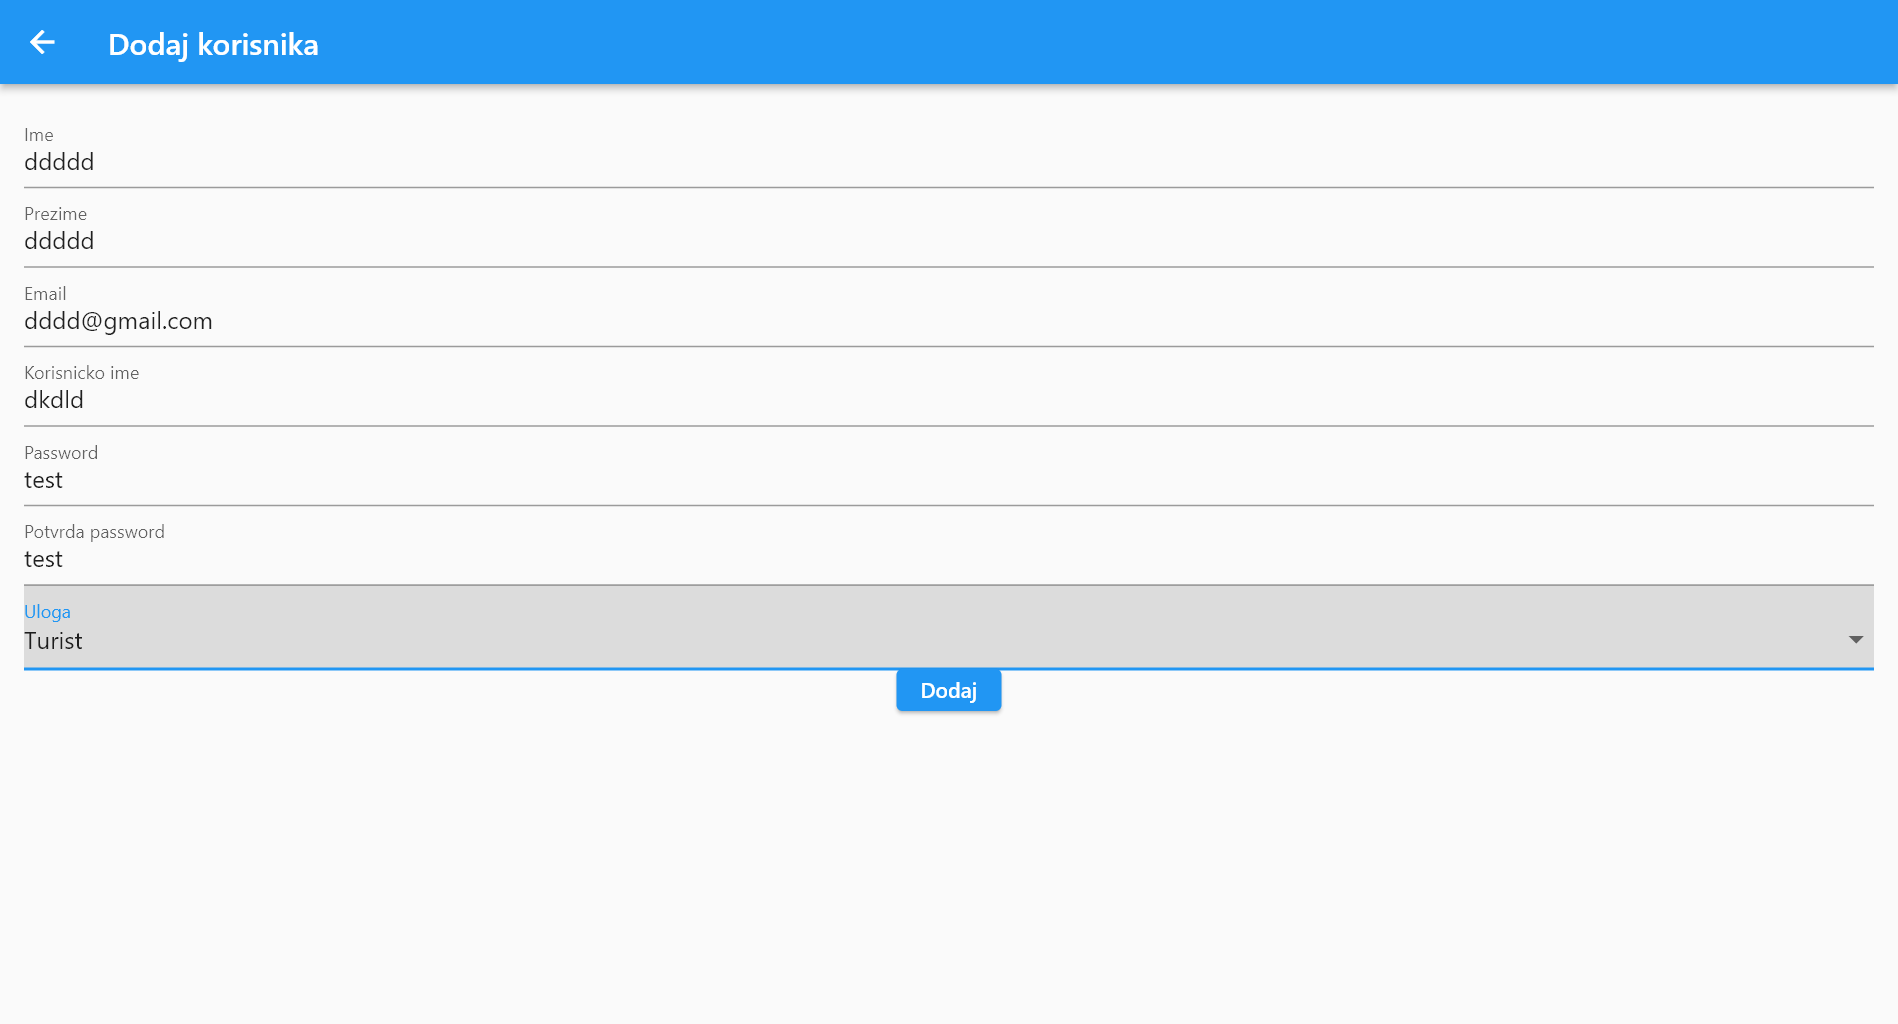 Dodaj korisnika
Ime
ddddd
Prezime
ddddd
Email
dddd@gmail.com
Korisnicko ime
dkdld
Password
test
Potvrda password
test
Uloga
Turist
Dodaj